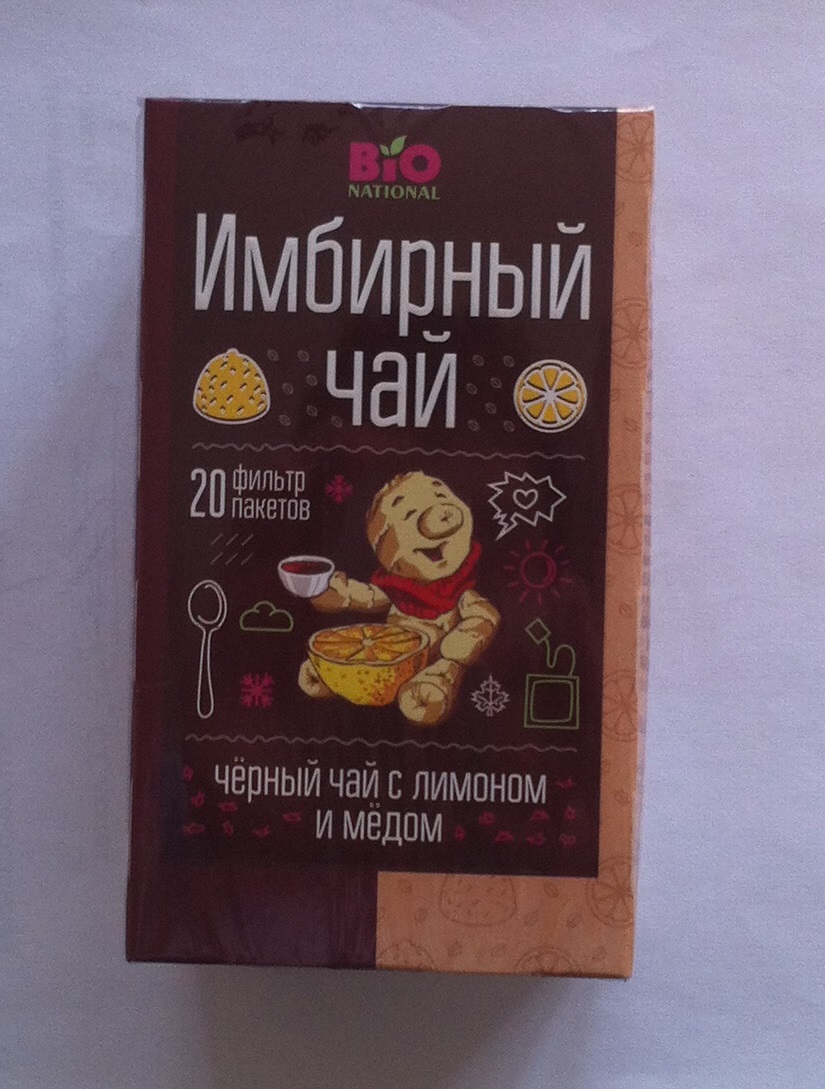 BiO
NATIONAL
Имбирный
чай
20 фильтр
пакетов
чёрный чай с лимоном
и мёдом